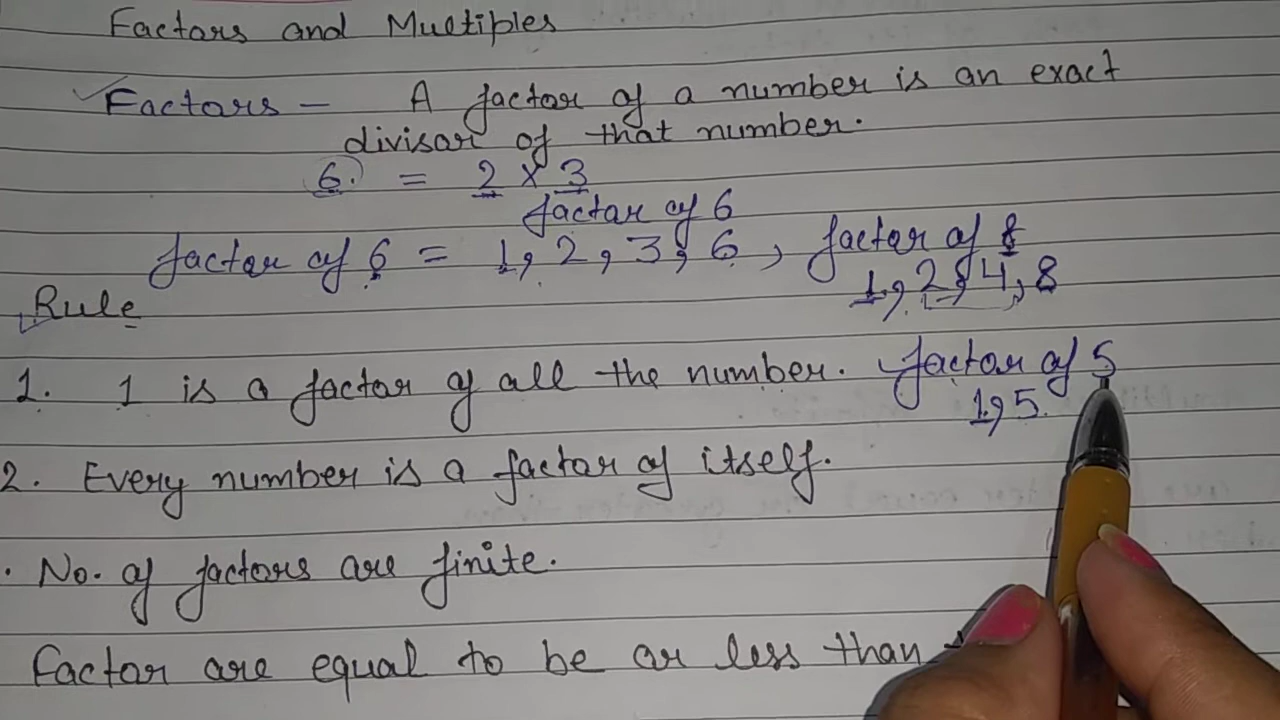 Factors and Multiples
Factors - A factor of a number is an exact
divisor of that number.
6. = 2 × 3
factor of 6
factor of 6 = 1, 2, 3, 6, factor of 8
1, 2, 4, 8
Rule
1. 1 is a factor of all the number. factor of 5
1, 5.
2. Every number is a factor of itself.
. No. of factors are finite.
Factor are equal to be or less than